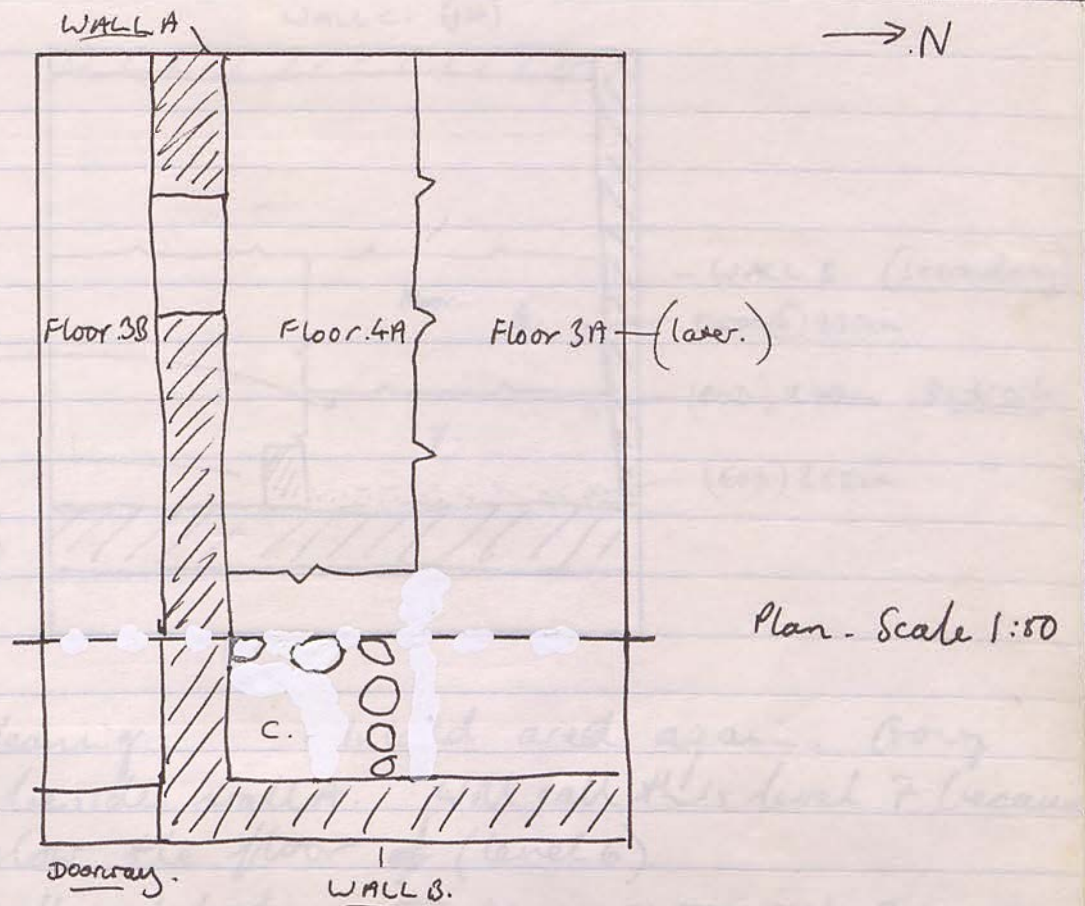 WALL A
→ N
Floor 3B
Floor 4A
Floor 3A — (later.)
Plan - Scale 1:50
C.
Doorway.
WALL B.